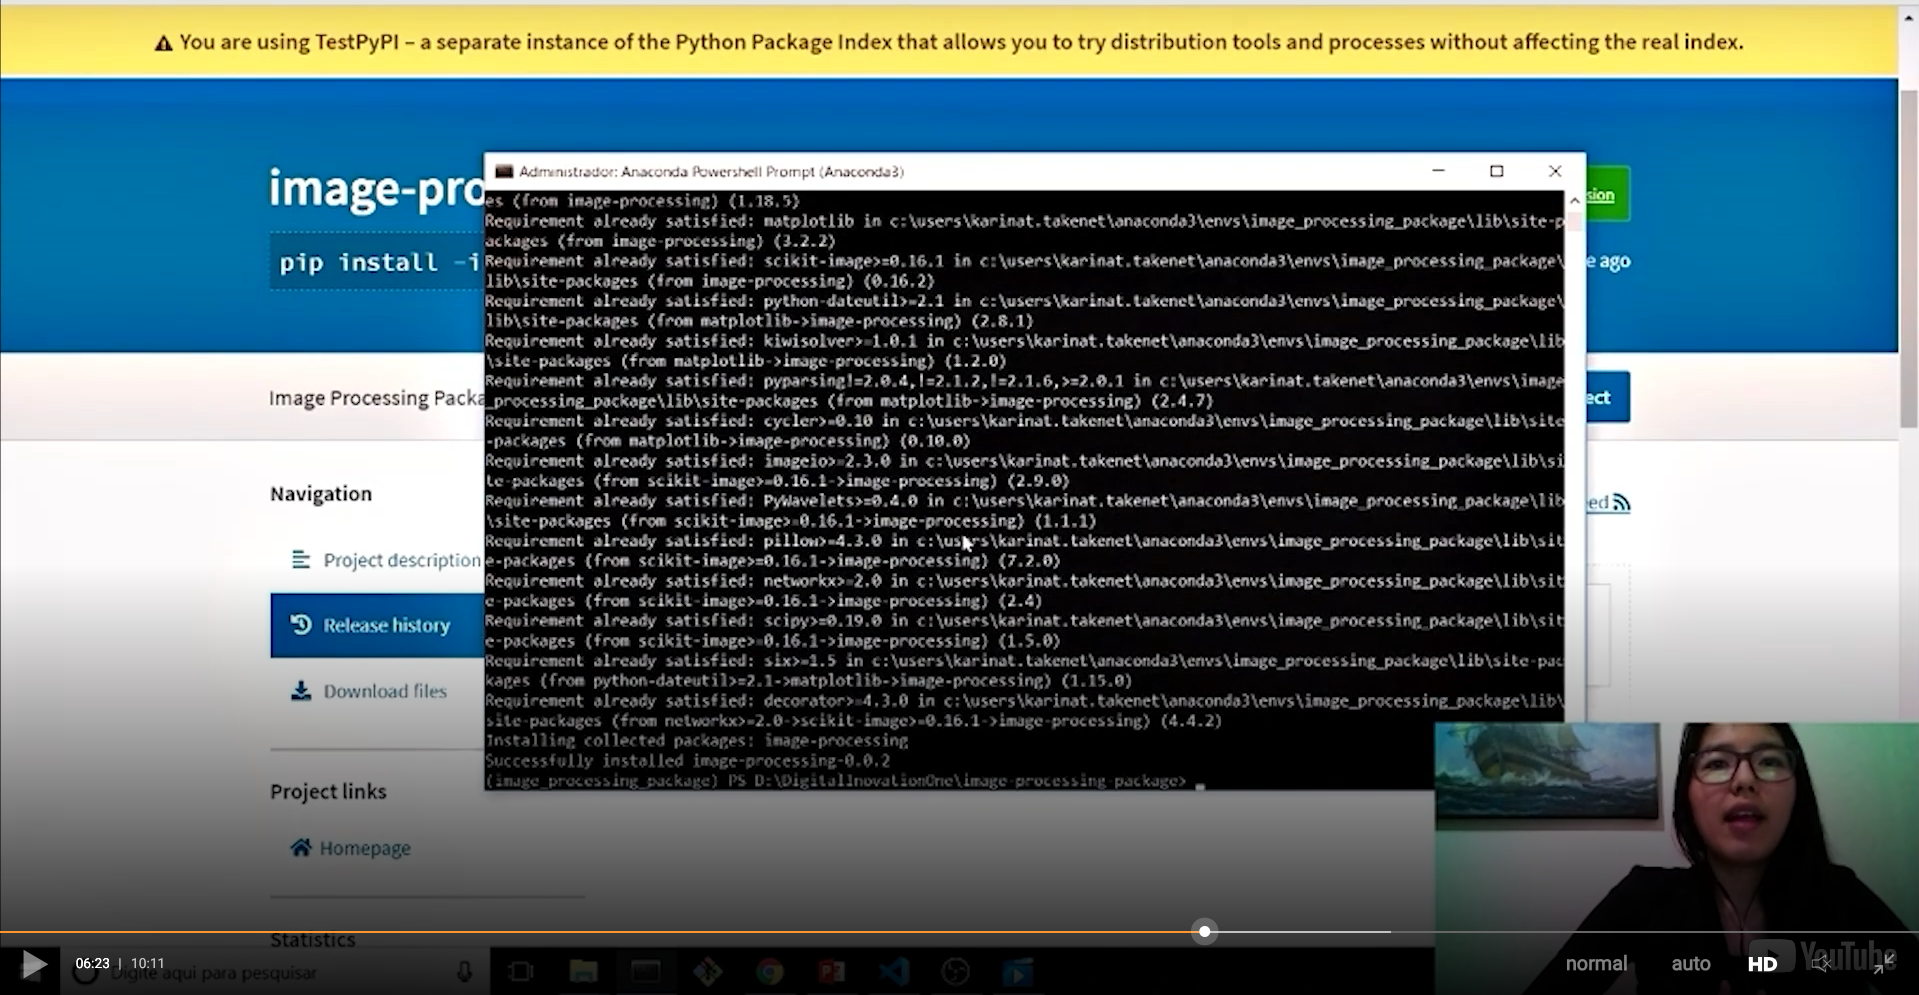 You are using TestPyPI – a separate instance of the Python Package Index that allows you to try distribution tools and processes without affecting the real index.
image-pro
pip install -i
sion
e ago
Image Processing Packa
ect
Navigation
Project description
Release history
Download files
Project links
Homepage
Statistics
ed
Administrador: Anaconda Powershell Prompt (Anaconda3)
es (from image-processing) (1.18.5)
Requirement already satisfied: matplotlib in c:\users\karinat.takenet\anaconda3\envs\image_processing_package\lib\site-p
ackages (from image-processing) (3.2.2)
Requirement already satisfied: scikit-image>=0.16.1 in c:\users\karinat.takenet\anaconda3\envs\image_processing_package\
lib\site-packages (from image-processing) (0.16.2)
Requirement already satisfied: python-dateutil>=2.1 in c:\users\karinat.takenet\anaconda3\envs\image_processing_package\
lib\site-packages (from matplotlib->image-processing) (2.8.1)
Requirement already satisfied: kiwisolver>=1.0.1 in c:\users\karinat.takenet\anaconda3\envs\image_processing_package\lib
\site-packages (from matplotlib->image-processing) (1.2.0)
Requirement already satisfied: pyparsing!=2.0.4,!=2.1.2,!=2.1.6,>=2.0.1 in c:\users\karinat.takenet\anaconda3\envs\image
_processing_package\lib\site-packages (from matplotlib->image-processing) (2.4.7)
Requirement already satisfied: cycler>=0.10 in c:\users\karinat.takenet\anaconda3\envs\image_processing_package\lib\site
-packages (from matplotlib->image-processing) (0.10.0)
Requirement already satisfied: imageio>=2.3.0 in c:\users\karinat.takenet\anaconda3\envs\image_processing_package\lib\si
te-packages (from scikit-image>=0.16.1->image-processing) (2.9.0)
Requirement already satisfied: PyWavelets>=0.4.0 in c:\users\karinat.takenet\anaconda3\envs\image_processing_package\lib
\site-packages (from scikit-image>=0.16.1->image-processing) (1.1.1)
Requirement already satisfied: pillow>=4.3.0 in c:\users\karinat.takenet\anaconda3\envs\image_processing_package\lib\sit
e-packages (from scikit-image>=0.16.1->image-processing) (7.2.0)
Requirement already satisfied: networkx>=2.0 in c:\users\karinat.takenet\anaconda3\envs\image_processing_package\lib\sit
e-packages (from scikit-image>=0.16.1->image-processing) (2.4)
Requirement already satisfied: scipy>=0.19.0 in c:\users\karinat.takenet\anaconda3\envs\image_processing_package\lib\sit
e-packages (from scikit-image>=0.16.1->image-processing) (1.5.0)
Requirement already satisfied: six>=1.5 in c:\users\karinat.takenet\anaconda3\envs\image_processing_package\lib\site-pac
kages (from python-dateutil>=2.1->matplotlib->image-processing) (1.15.0)
Requirement already satisfied: decorator>=4.3.0 in c:\users\karinat.takenet\anaconda3\envs\image_processing_package\lib\
site-packages (from networkx>=2.0->scikit-image>=0.16.1->image-processing) (4.4.2)
Installing collected packages: image-processing
Successfully installed image-processing-0.0.2
(image_processing_package) PS D:\DigitalInovationOne\image-processing-package>
06:23 | 10:11
Digite aqui para pesquisar
normal auto HD YouTube